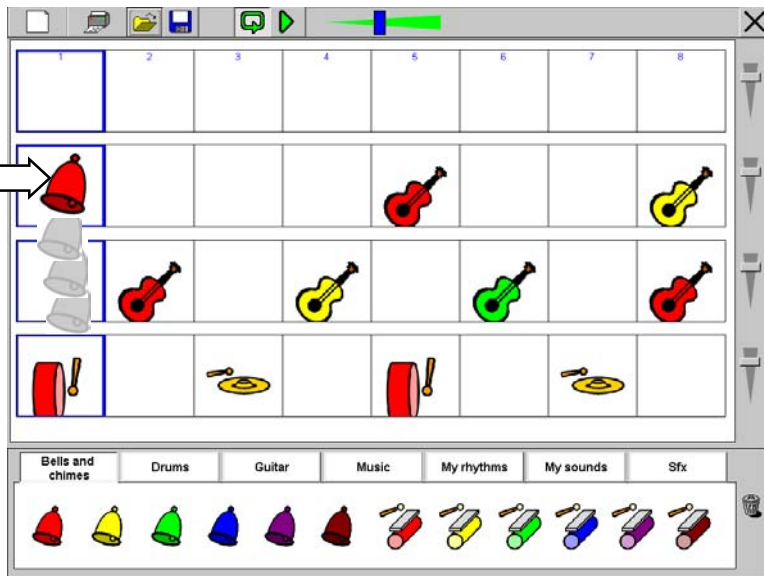 1 2 3 4 5 6 7 8
Bells and
chimes
Drums
Guitar
Music
My rhythms
My sounds
Sfx